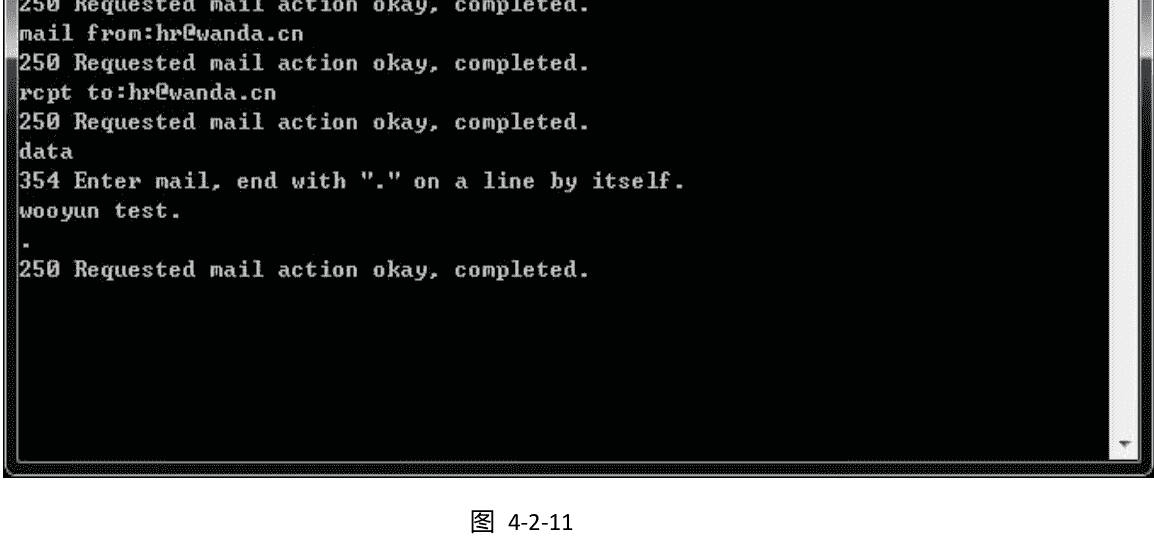 250 Requested mail action okay, completed.
mail from:hr@wanda.cn
250 Requested mail action okay, completed.
rcpt to:hr@wanda.cn
250 Requested mail action okay, completed.
data
354 Enter mail, end with "." on a line by itself.
wooyun test.
.
250 Requested mail action okay, completed.
图 4-2-11